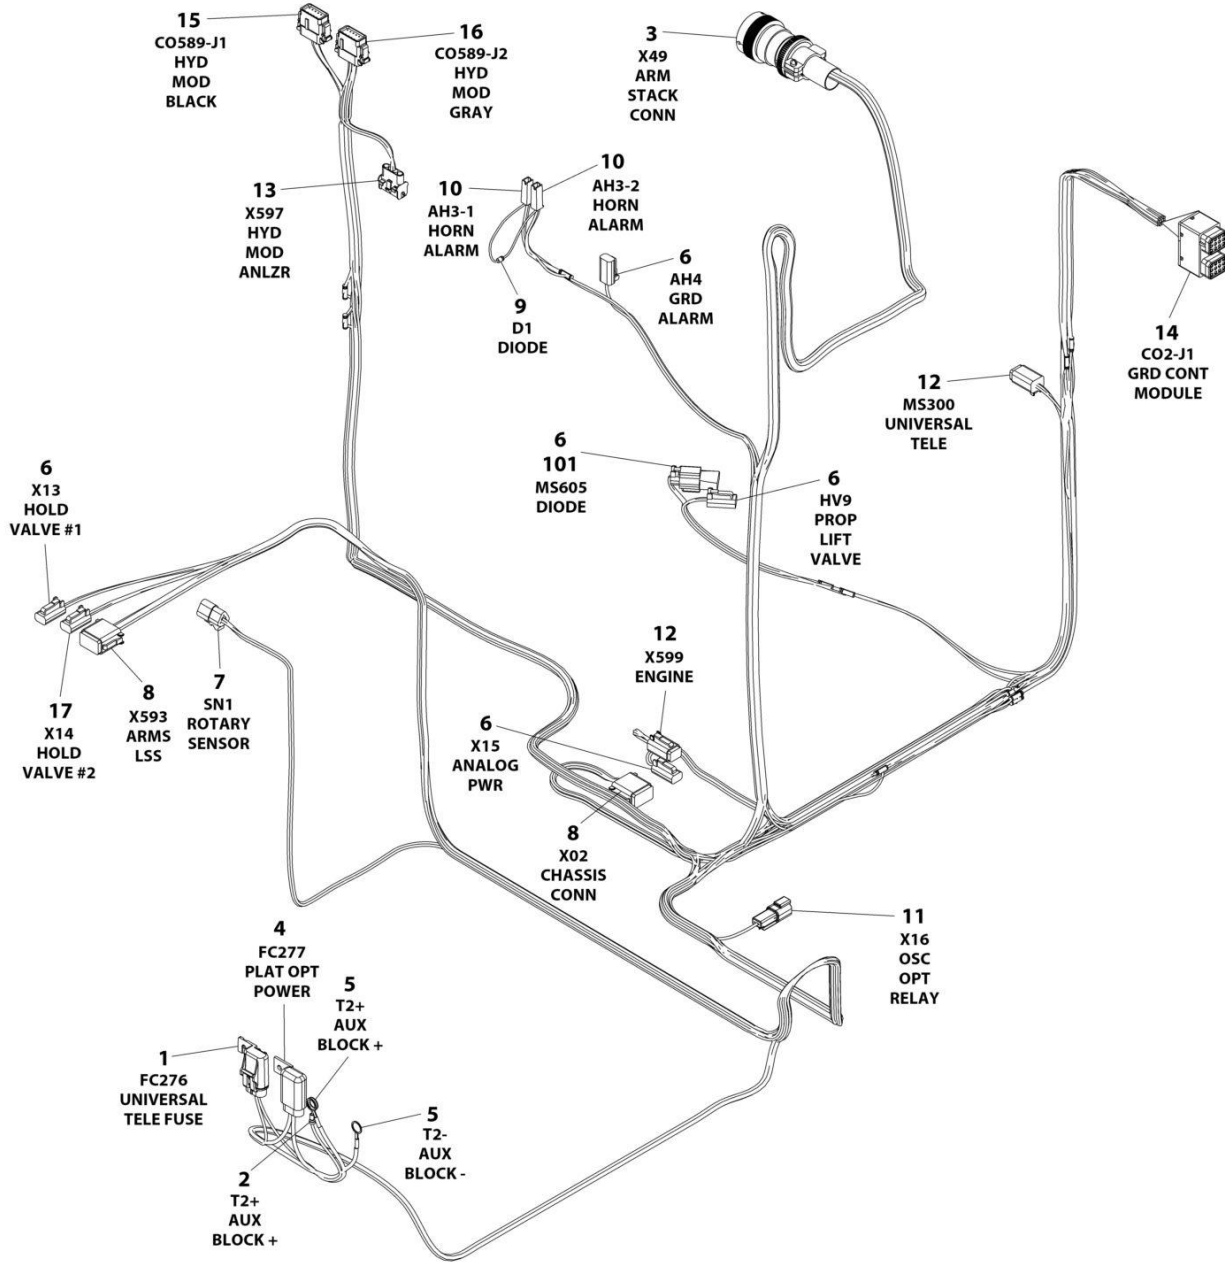 15
CO589-J1
HYD
MOD
BLACK
16
CO589-J2
HYD
MOD
GRAY
3
X49
ARM
STACK
CONN
13
X597
HYD
MOD
ANLZR
10
AH3-1
HORN
ALARM
10
AH3-2
HORN
ALARM
9
D1
DIODE
6
AH4
GRD
ALARM
14
CO2-J1
GRD CONT
MODULE
12
MS300
UNIVERSAL
TELE
6
101
MS605
DIODE
6
HV9
PROP
LIFT
VALVE
6
X13
HOLD
VALVE #1
17
X14
HOLD
VALVE #2
8
X593
ARMS
LSS
7
SN1
ROTARY
SENSOR
12
X599
ENGINE
6
X15
ANALOG
PWR
8
X02
CHASSIS
CONN
11
X16
OSC
OPT
RELAY
4
FC277
PLAT OPT
POWER
5
T2+
AUX
BLOCK +
1
FC276
UNIVERSAL
TELE FUSE
5
T2-
AUX
BLOCK -
2
T2+
AUX
BLOCK +